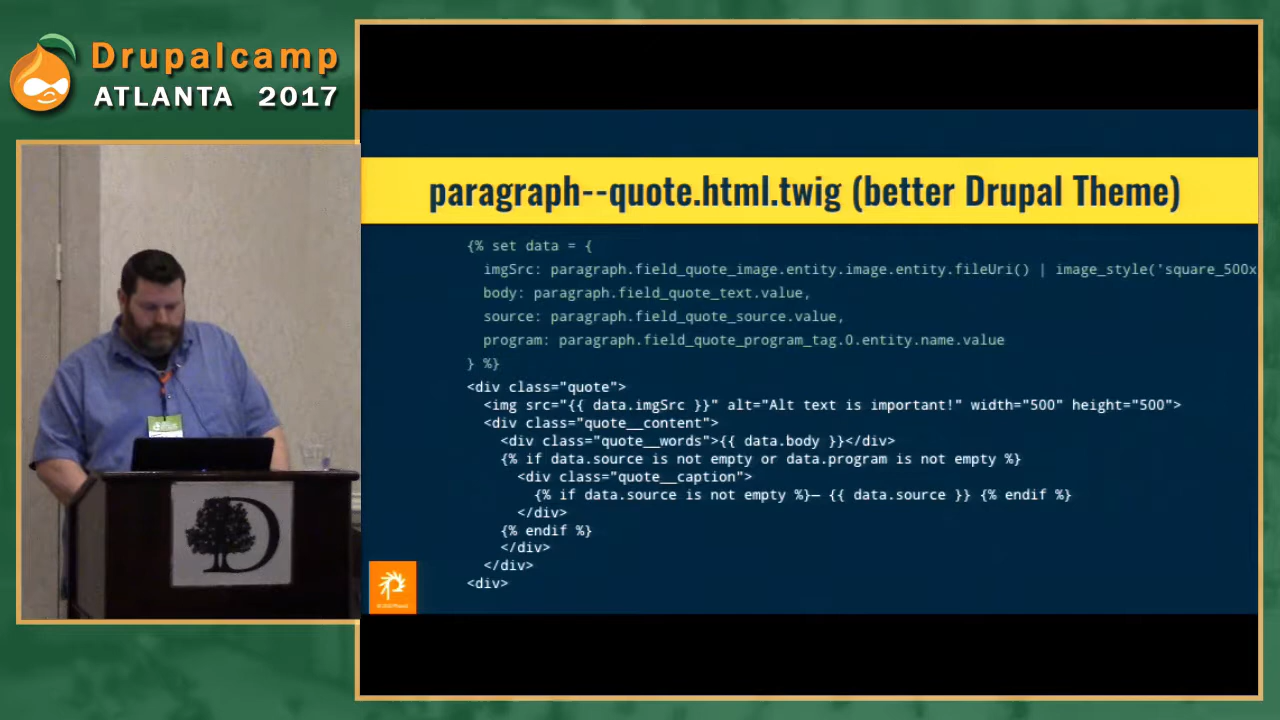 Drupalcamp
ATLANTA 2017
paragraph--quote.html.twig (better Drupal Theme)
{% set data = {
imgSrc: paragraph.field_quote_image.entity.image.entity.fileUri() | image_style('square_500x
body: paragraph.field_quote_text.value,
source: paragraph.field_quote_source.value,
program: paragraph.field_quote_program_tag.0.entity.name.value
} %}
<div class="quote">
<img src="{{ data.imgSrc }}" alt="Alt text is important!" width="500" height="500">
<div class="quote__content">
<div class="quote__words">{{ data.body }}</div>
{% if data.source is not empty or data.program is not empty %}
<div class="quote__caption">
{% if data.source is not empty %}— {{ data.source }} {% endif %}
</div>
{% endif %}
</div>
</div>
<div>
D